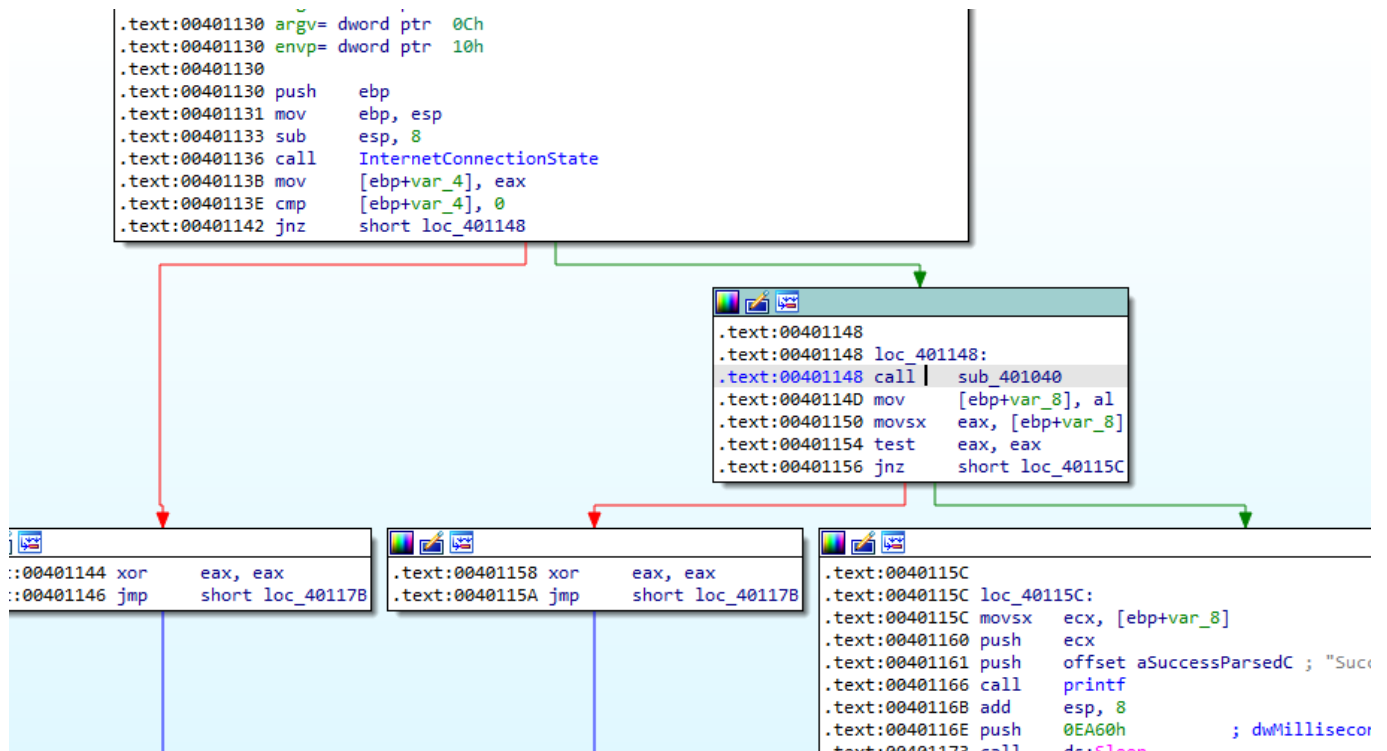 .text:00401130 argv= dword ptr  0Ch
.text:00401130 envp= dword ptr  10h
.text:00401130
.text:00401130 push    ebp
.text:00401131 mov     ebp, esp
.text:00401133 sub     esp, 8
.text:00401136 call    InternetConnectionState
.text:0040113B mov     [ebp+var_4], eax
.text:0040113E cmp     [ebp+var_4], 0
.text:00401142 jnz     short loc_401148
.text:00401148
.text:00401148 loc_401148:
.text:00401148 call    sub_401040
.text:0040114D mov     [ebp+var_8], al
.text:00401150 movsx   eax, [ebp+var_8]
.text:00401154 test    eax, eax
.text:00401156 jnz     short loc_40115C
:00401144 xor     eax, eax
:00401146 jmp     short loc_40117B
.text:00401158 xor     eax, eax
.text:0040115A jmp     short loc_40117B
.text:0040115C
.text:0040115C loc_40115C:
.text:0040115C movsx   ecx, [ebp+var_8]
.text:00401160 push    ecx
.text:00401161 push    offset aSuccessParsedC ; "Succ
.text:00401166 call    printf
.text:0040116B add     esp, 8
.text:0040116E push    0EA60h          ; dwMillisecon
.text:00401173 call    ds:Sleep